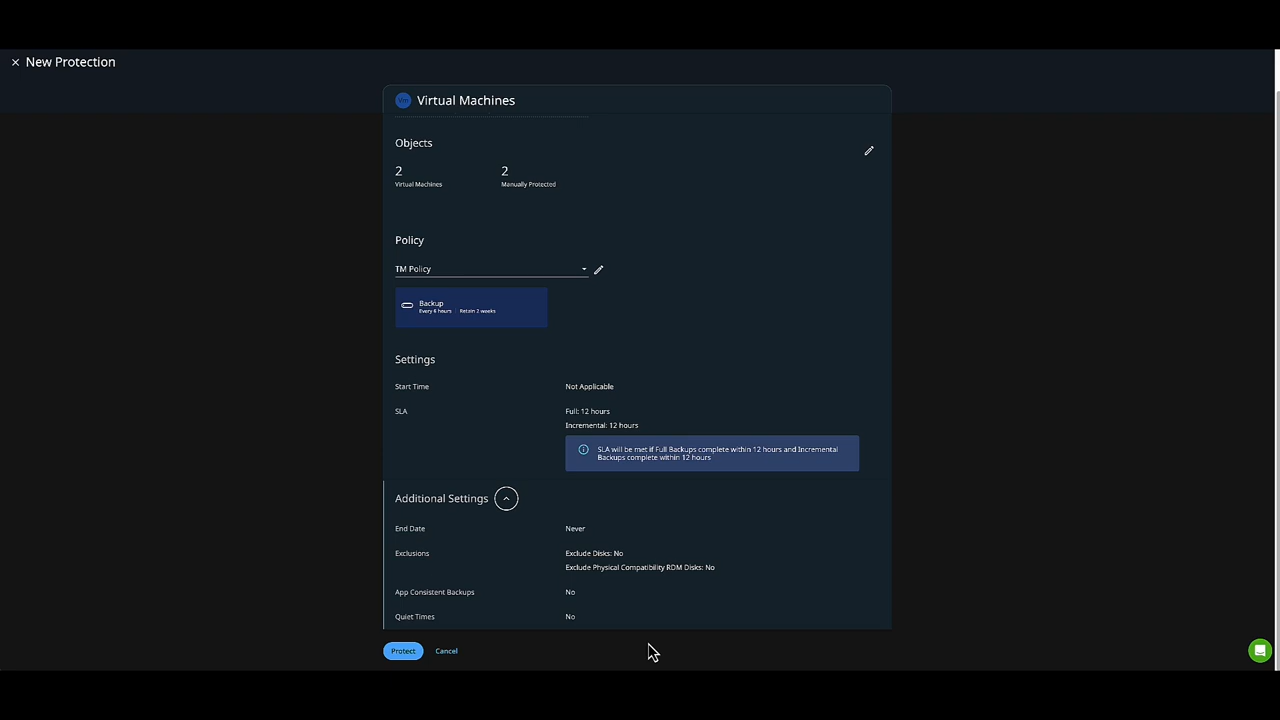 New Protection
Vm Virtual Machines
Objects
2 2
Virtual Machines Manually Protected
Policy
TM Policy
Backup
Every 6 hours Retain 2 weeks
Settings
Start Time Not Applicable
SLA Full: 12 hours
Incremental: 12 hours
SLA will be met if Full Backups complete within 12 hours and Incremental
Backups complete within 12 hours
Additional Settings
End Date Never
Exclusions Exclude Disks: No
Exclude Physical Compatibility RDM Disks: No
App Consistent Backups No
Quiet Times No
Protect Cancel